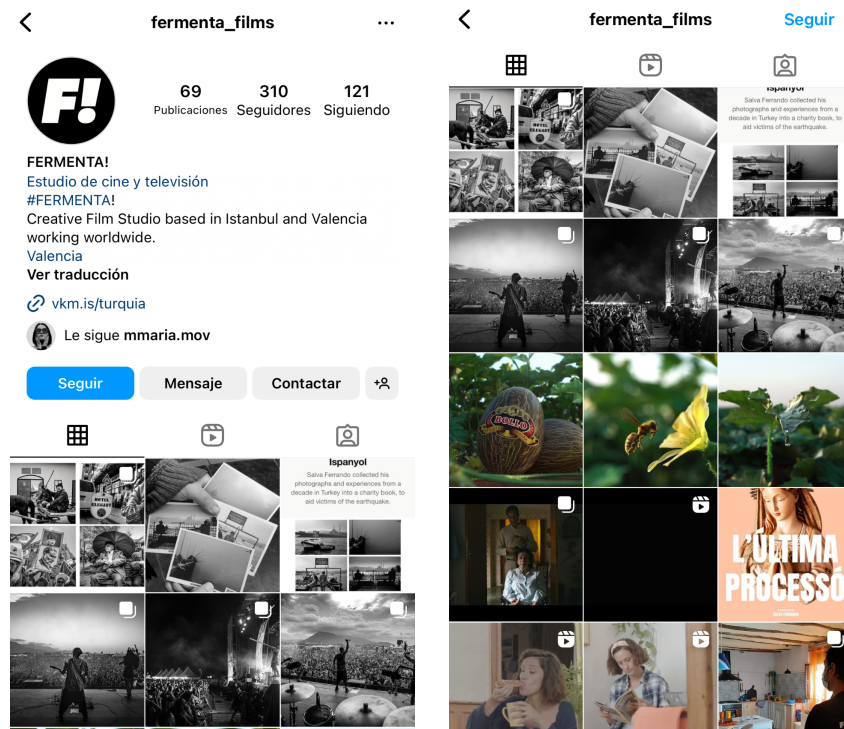 fermenta_films
F!
69
310
121
Publicaciones
Seguidores
Siguiendo
FERMENTA!
Estudio de cine y televisión
#FERMENTA!
Creative Film Studio based in Istanbul and Valencia
working worldwide.
Valencia
Ver traducción
vkm.is/turquia
Le sigue mmaria.mov
Seguir
Mensaje
Contactar
Ispanyol
Salva Ferrando collected his
photographs and experiences from a
decade in Turkey into a charity book, to
aid victims of the earthquake.
HOTEL
fermenta_films
Seguir
Ispanyol
Salva Ferrando collected his
photographs and experiences from a
decade in Turkey into a charity book, to
aid victims of the earthquake.
HOTEL
BOLLO
L'ÚLTIMA
PROCESSÓ